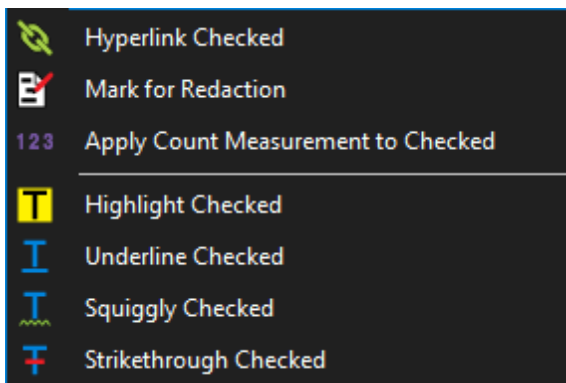 Hyperlink Checked
Mark for Redaction
123 Apply Count Measurement to Checked
T Highlight Checked
T Underline Checked
T Squiggly Checked
T Strikethrough Checked